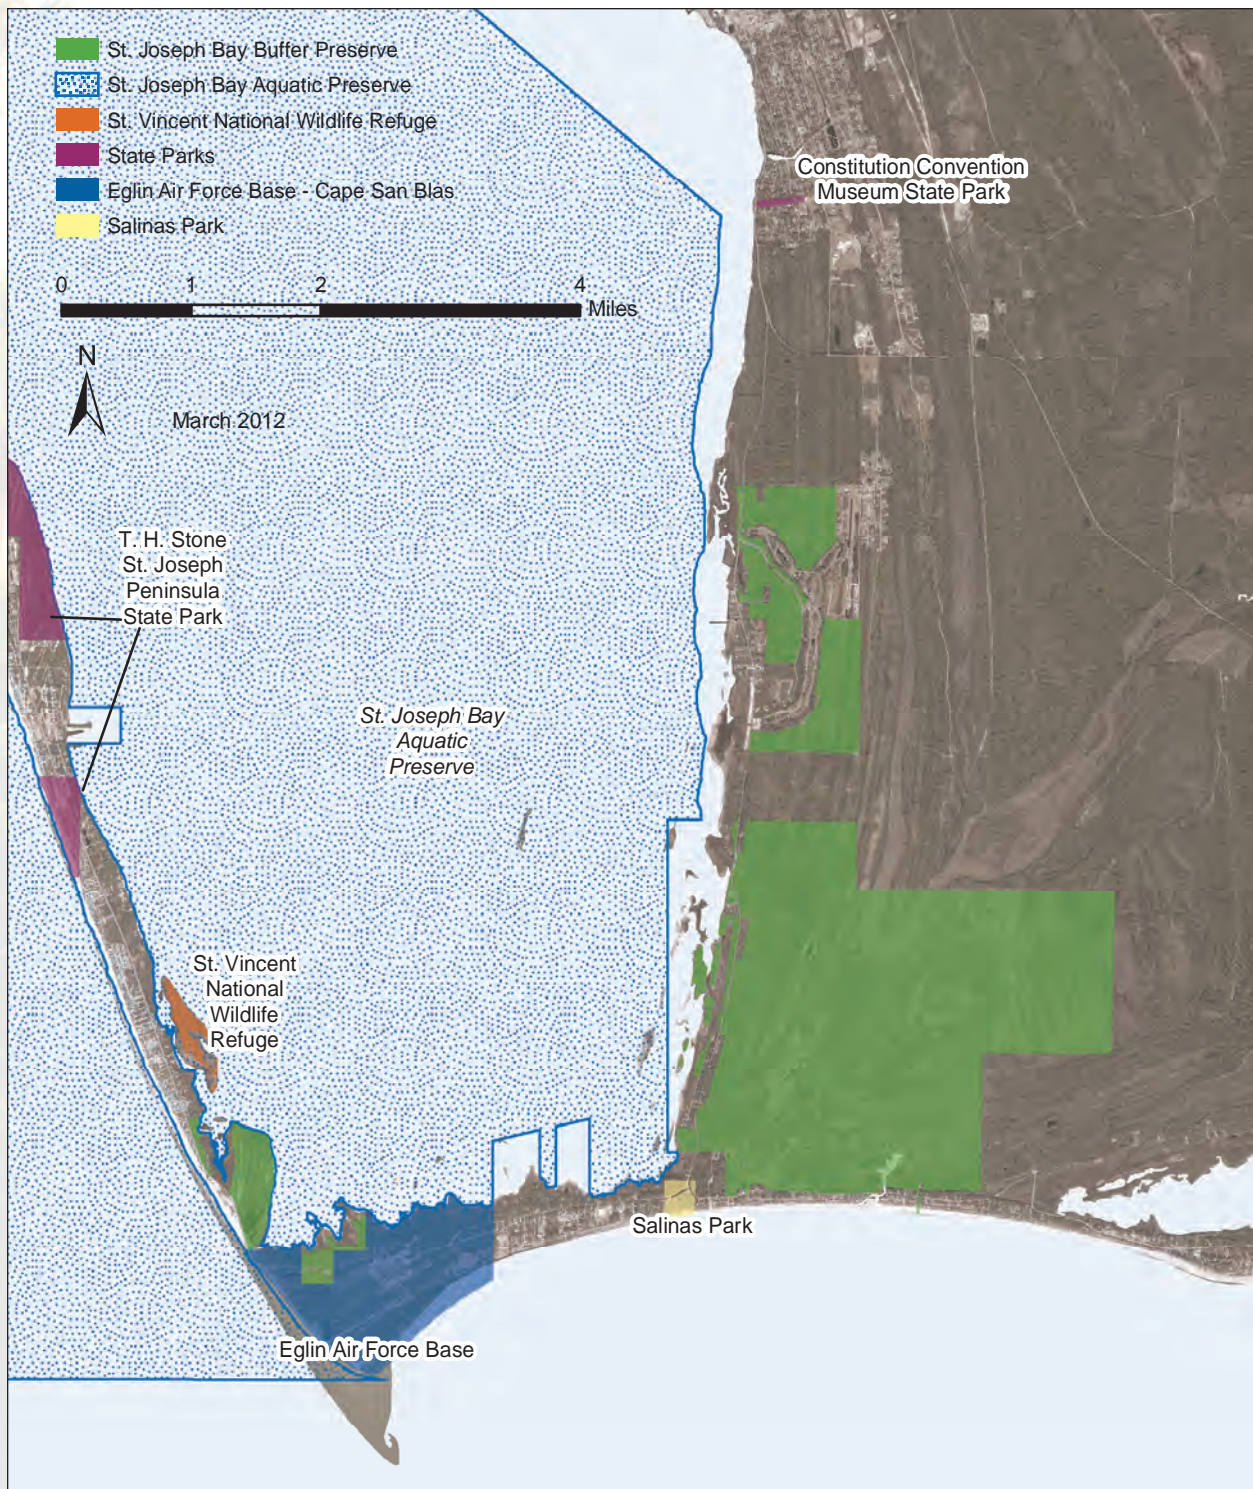 St. Joseph Bay Buffer Preserve
St. Joseph Bay Aquatic Preserve
St. Vincent National Wildlife Refuge
State Parks
Eglin Air Force Base - Cape San Blas
Salinas Park
0 1 2 4
Miles
N
March 2012
Constitution Convention
Museum State Park
T. H. Stone
St. Joseph
Peninsula
State Park
St. Joseph Bay
Aquatic
Preserve
St. Vincent
National
Wildlife
Refuge
Salinas Park
Eglin Air Force Base